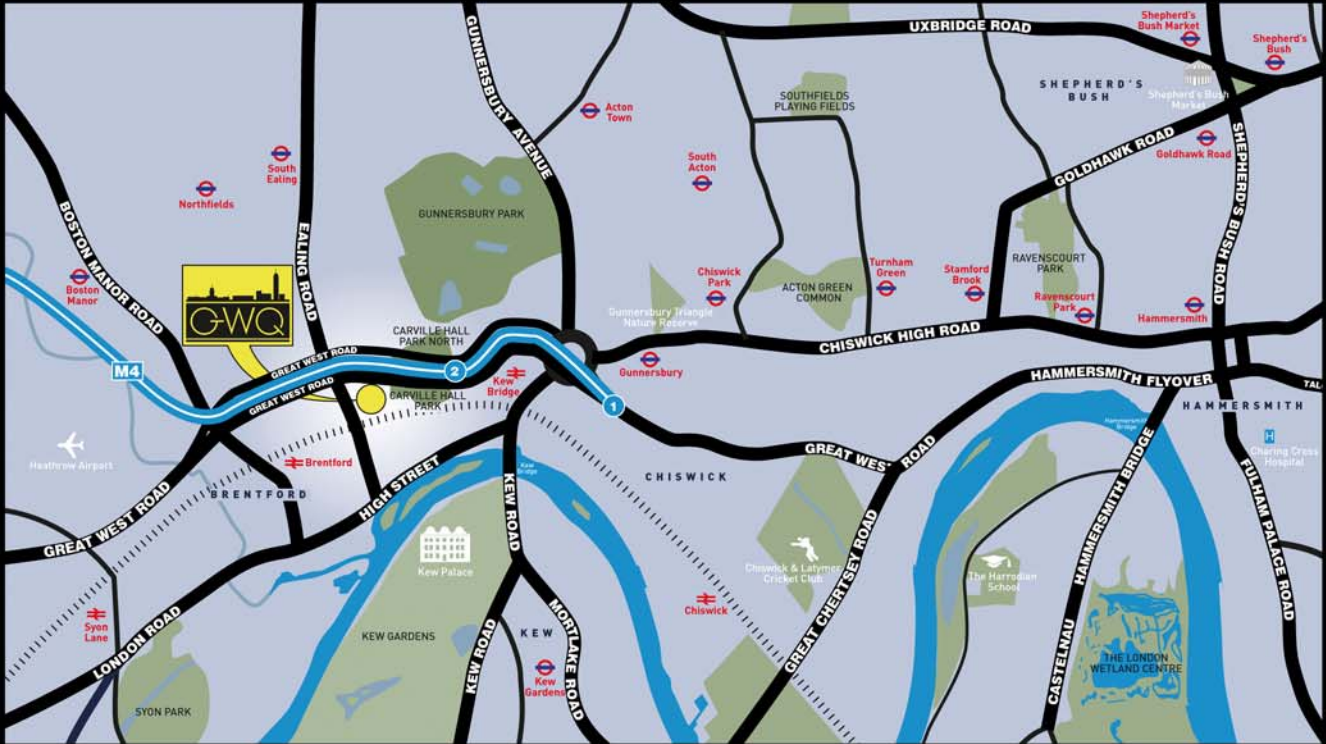 UXBRIDGE ROAD
Shepherd's
Bush Market
Shepherd's
Bush
SHEPHERD'S
BUSH
Shepherd's Bush
Market
GUNNERSBURY AVENUE
Acton
Town
SOUTHFIELDS
PLAYING FIELDS
GOLDHAWK ROAD
Goldhawk Road
SHEPHERD'S BUSH ROAD
South
Ealing
Northfields
South
Acton
BOSTON MANOR ROAD
EALING ROAD
GUNNERSBURY PARK
Boston
Manor
GWQ
Chiswick
Park
Gunnersbury Triangle
Nature Reserve
ACTON GREEN
COMMON
Turnham
Green
Stamford
Brook
RAVENSCOURT
PARK
Ravenscourt
Park
Hammersmith
CARVILLE HALL
PARK NORTH
CHISWICK HIGH ROAD
GREAT WEST ROAD
GREAT WEST ROAD
M4
2
Kew
Bridge
Gunnersbury
CARVILLE HALL
PARK
1
HAMMERSMITH FLYOVER
TAL
HAMMERSMITH
Hammersmith
Bridge
H
Charing Cross
Hospital
Heathrow Airport
Brentford
BRENTFORD
HIGH STREET
Kew
Bridge
KEW ROAD
CHISWICK
GREAT WEST ROAD
GREAT WEST ROAD
HAMMERSMITH BRIDGE
FULHAM PALACE ROAD
Kew Palace
Chiswick & Latymer
Cricket Club
GREAT CHERTSEY ROAD
The Harrodian
School
Syon
Lane
LONDON ROAD
KEW GARDENS
KEW ROAD
KEW
MORTLAKE ROAD
Kew
Gardens
Chiswick
CASTELNAU
THE LONDON
WETLAND CENTRE
SYON PARK